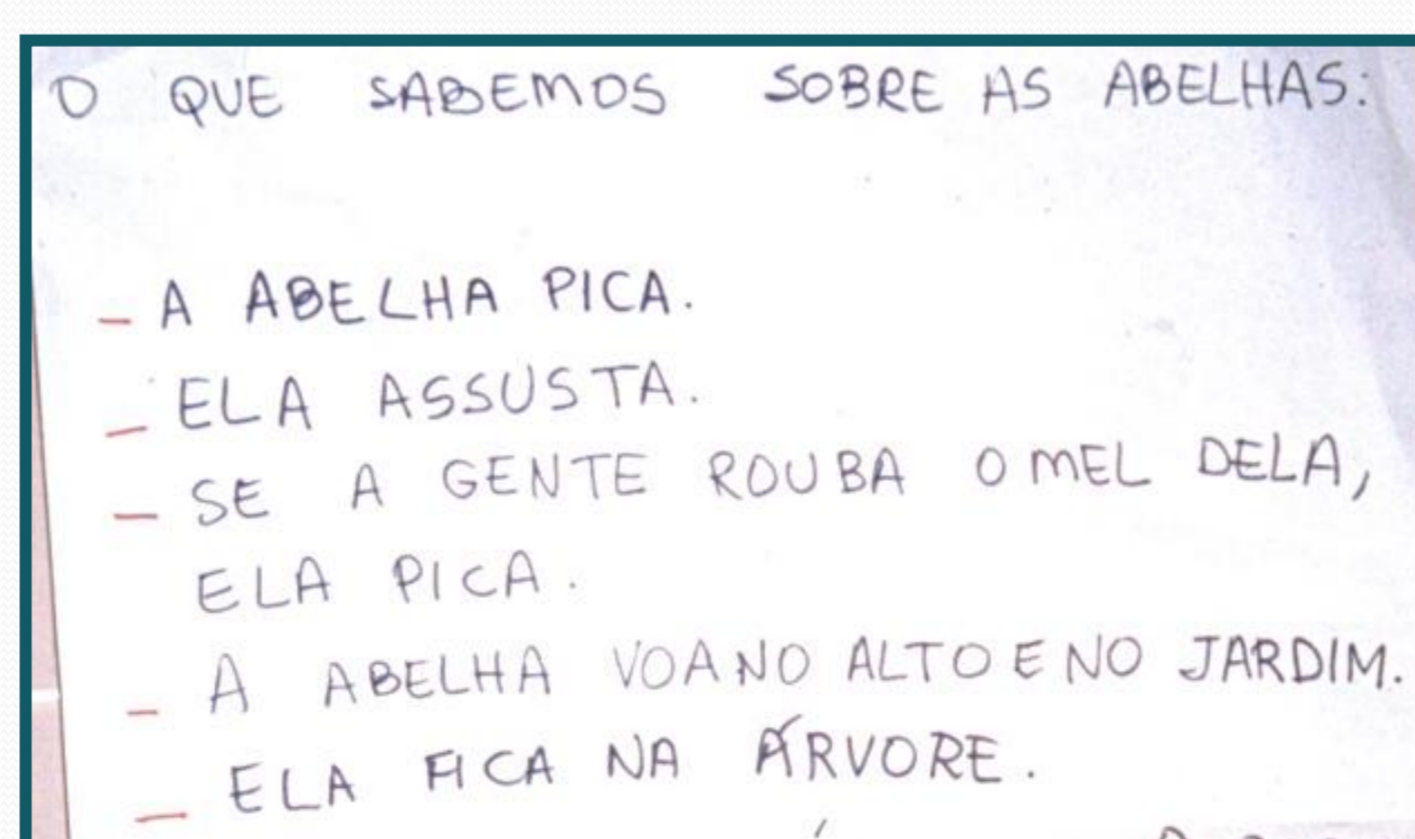 O QUE SABEMOS SOBRE AS ABELHAS:
- A ABELHA PICA.
- ELA ASSUSTA.
- SE A GENTE ROUBA O MEL DELA,
ELA PICA.
- A ABELHA VOA NO ALTO E NO JARDIM.
- ELA FICA NA ÁRVORE.